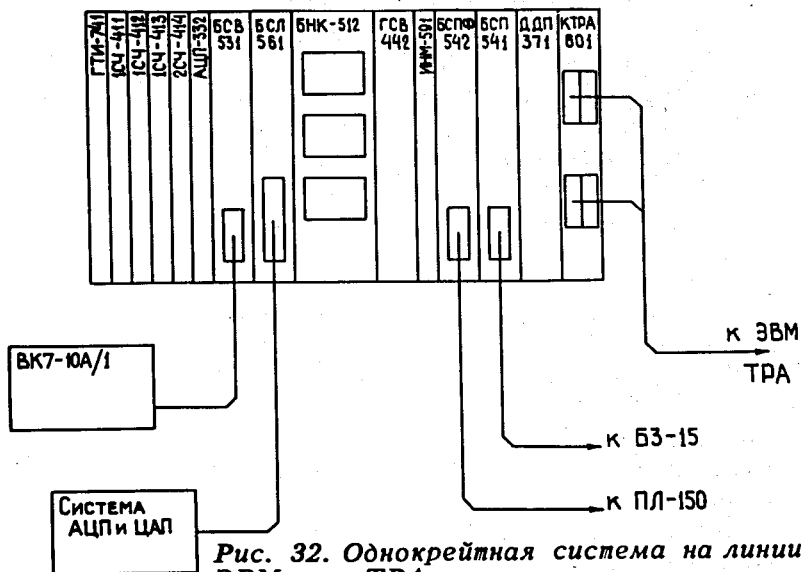 ГТИ-741
1СЧ-411
1СЧ-412
1СЧ-413
2СЧ-414
АЦП-332
БСВ
531
БСЛ
561
БНК-512
ГСВ
442
ИНМ-591
БСПФ
542
БСП
541
ДДП
371
КТРА
601
ВК7-10А/1
Система
АЦП и ЦАП
к ЭВМ
ТРА
к Б3-15
к ПЛ-150
Рис. 32. Однокрейтная система на линии